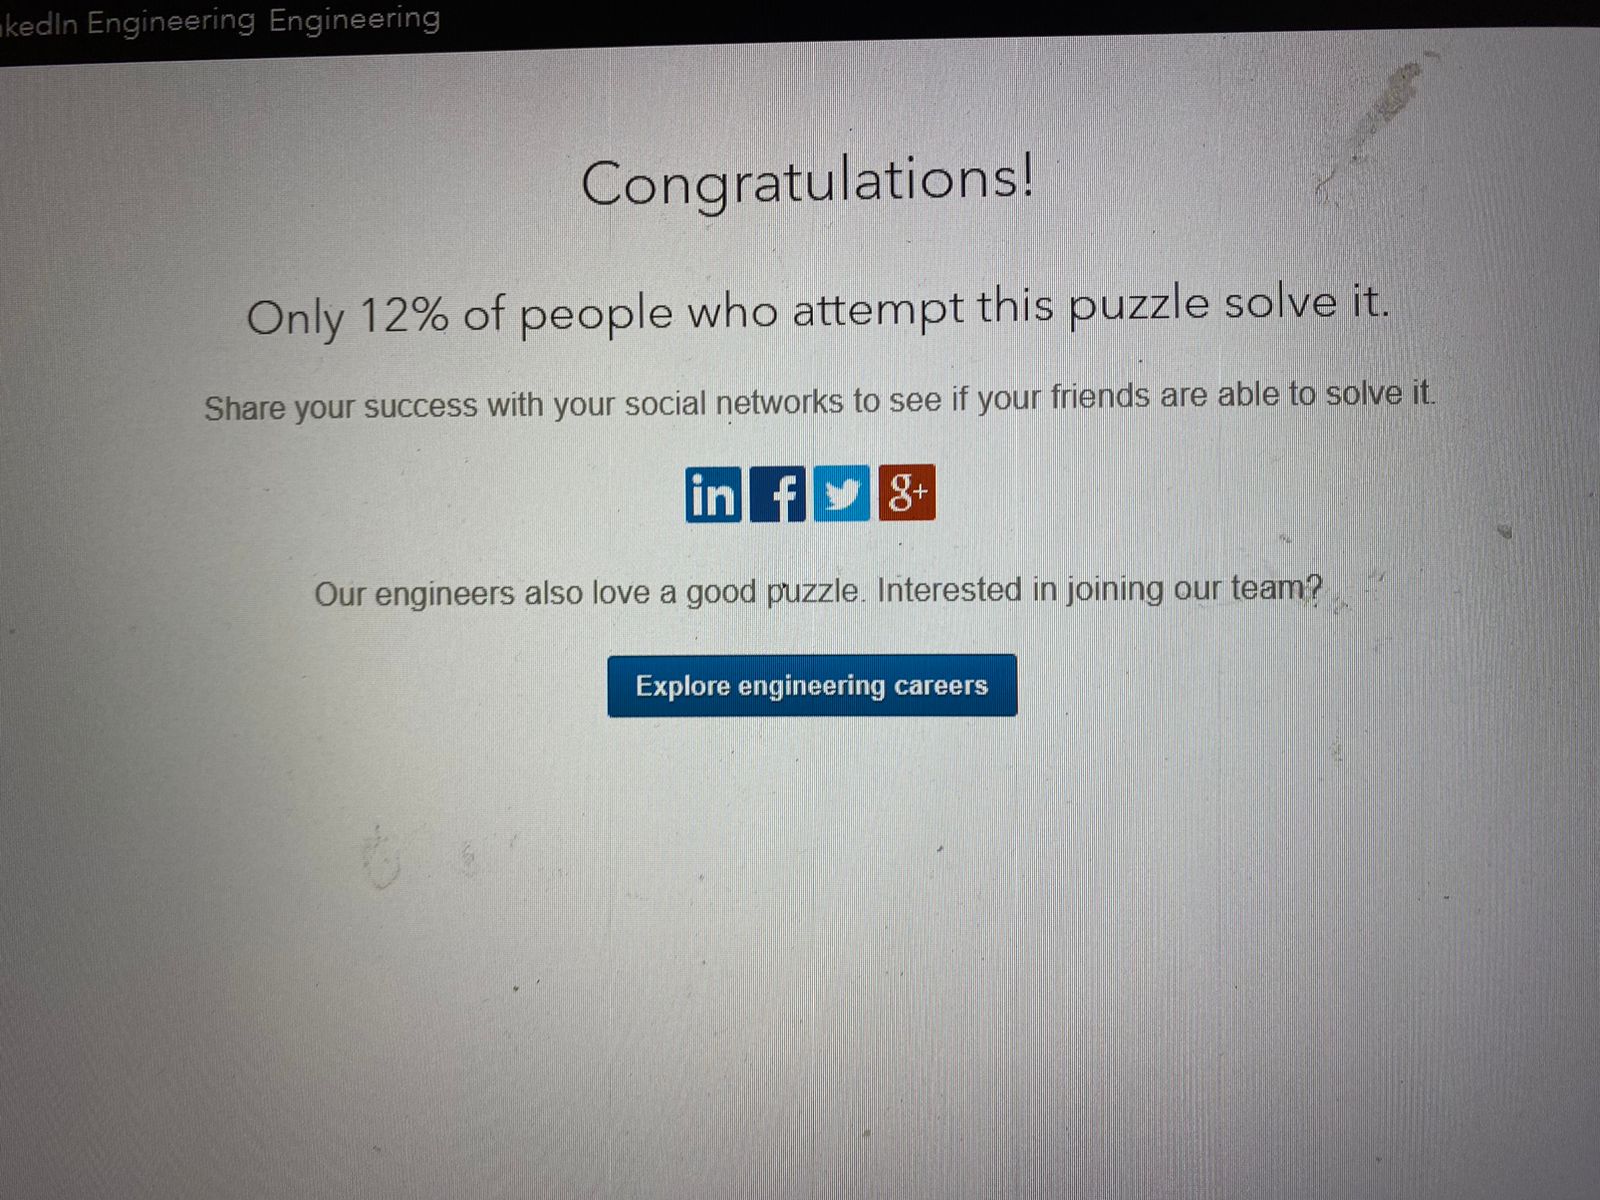 LinkedIn Engineering Engineering
Congratulations!
Only 12% of people who attempt this puzzle solve it.
Share your success with your social networks to see if your friends are able to solve it.
in f g+
Our engineers also love a good puzzle. Interested in joining our team?
Explore engineering careers